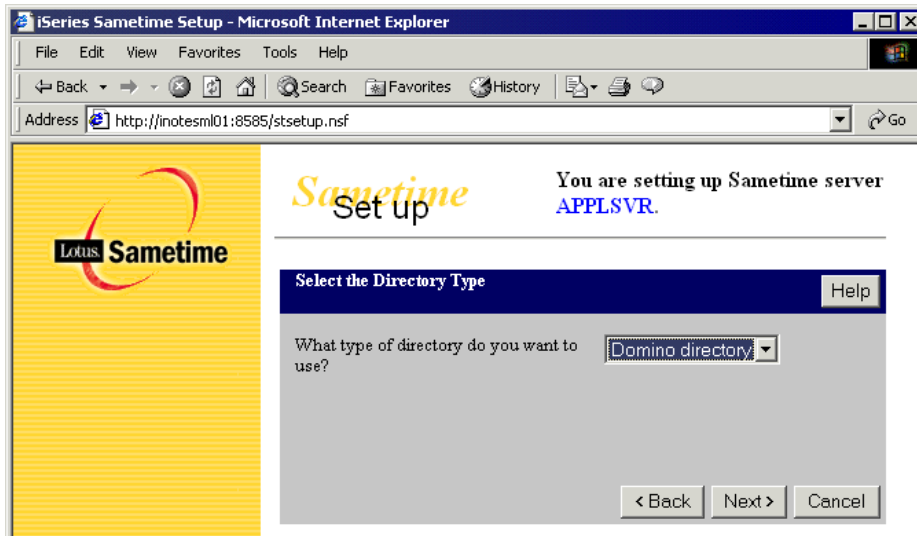 iSeries Sametime Setup - Microsoft Internet Explorer
File Edit View Favorites Tools Help
Back Search Favorites History
Address http://inotesml01:8585/stsetup.nsf Go
Sametime
Set up
You are setting up Sametime server
APPLSVR.
Lotus Sametime
Select the Directory Type
Help
What type of directory do you want to
use?
Domino directory
< Back Next > Cancel